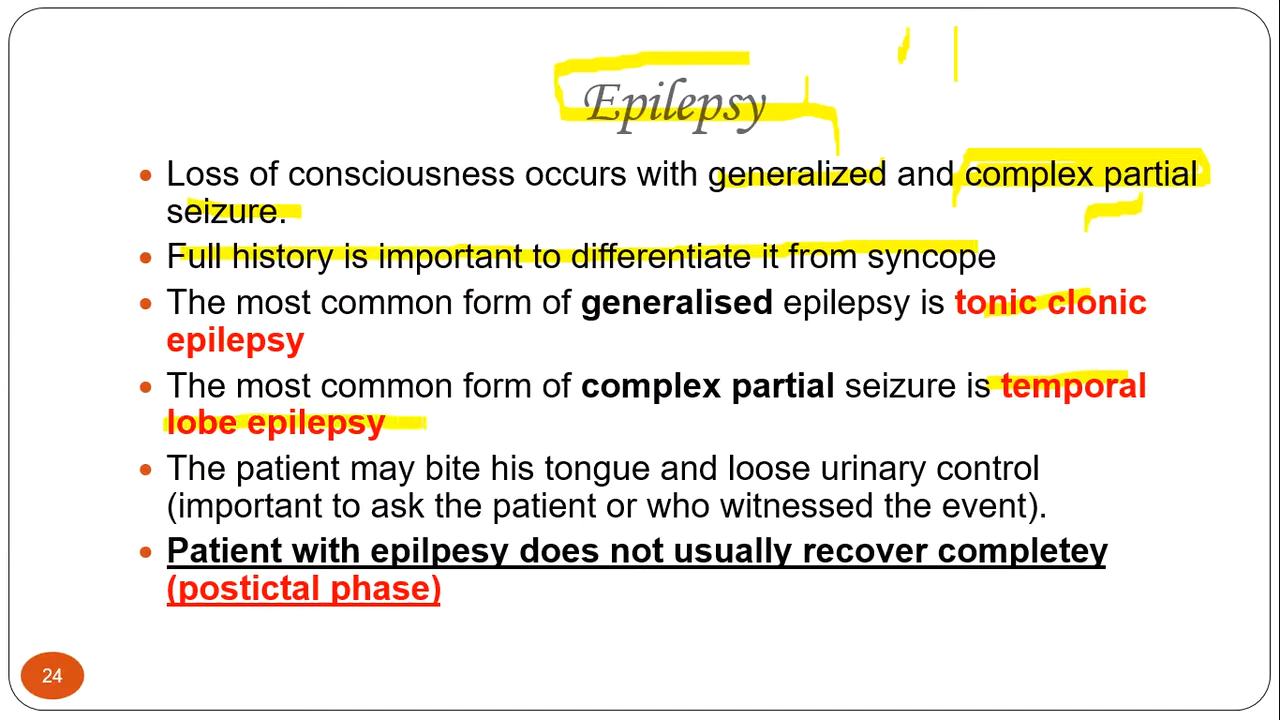 Epilepsy
• Loss of consciousness occurs with generalized and complex partial
seizure.
• Full history is important to differentiate it from syncope
• The most common form of generalised epilepsy is tonic clonic
epilepsy
• The most common form of complex partial seizure is temporal
lobe epilepsy
• The patient may bite his tongue and loose urinary control
(important to ask the patient or who witnessed the event).
• Patient with epilpesy does not usually recover completey
(postictal phase)
24